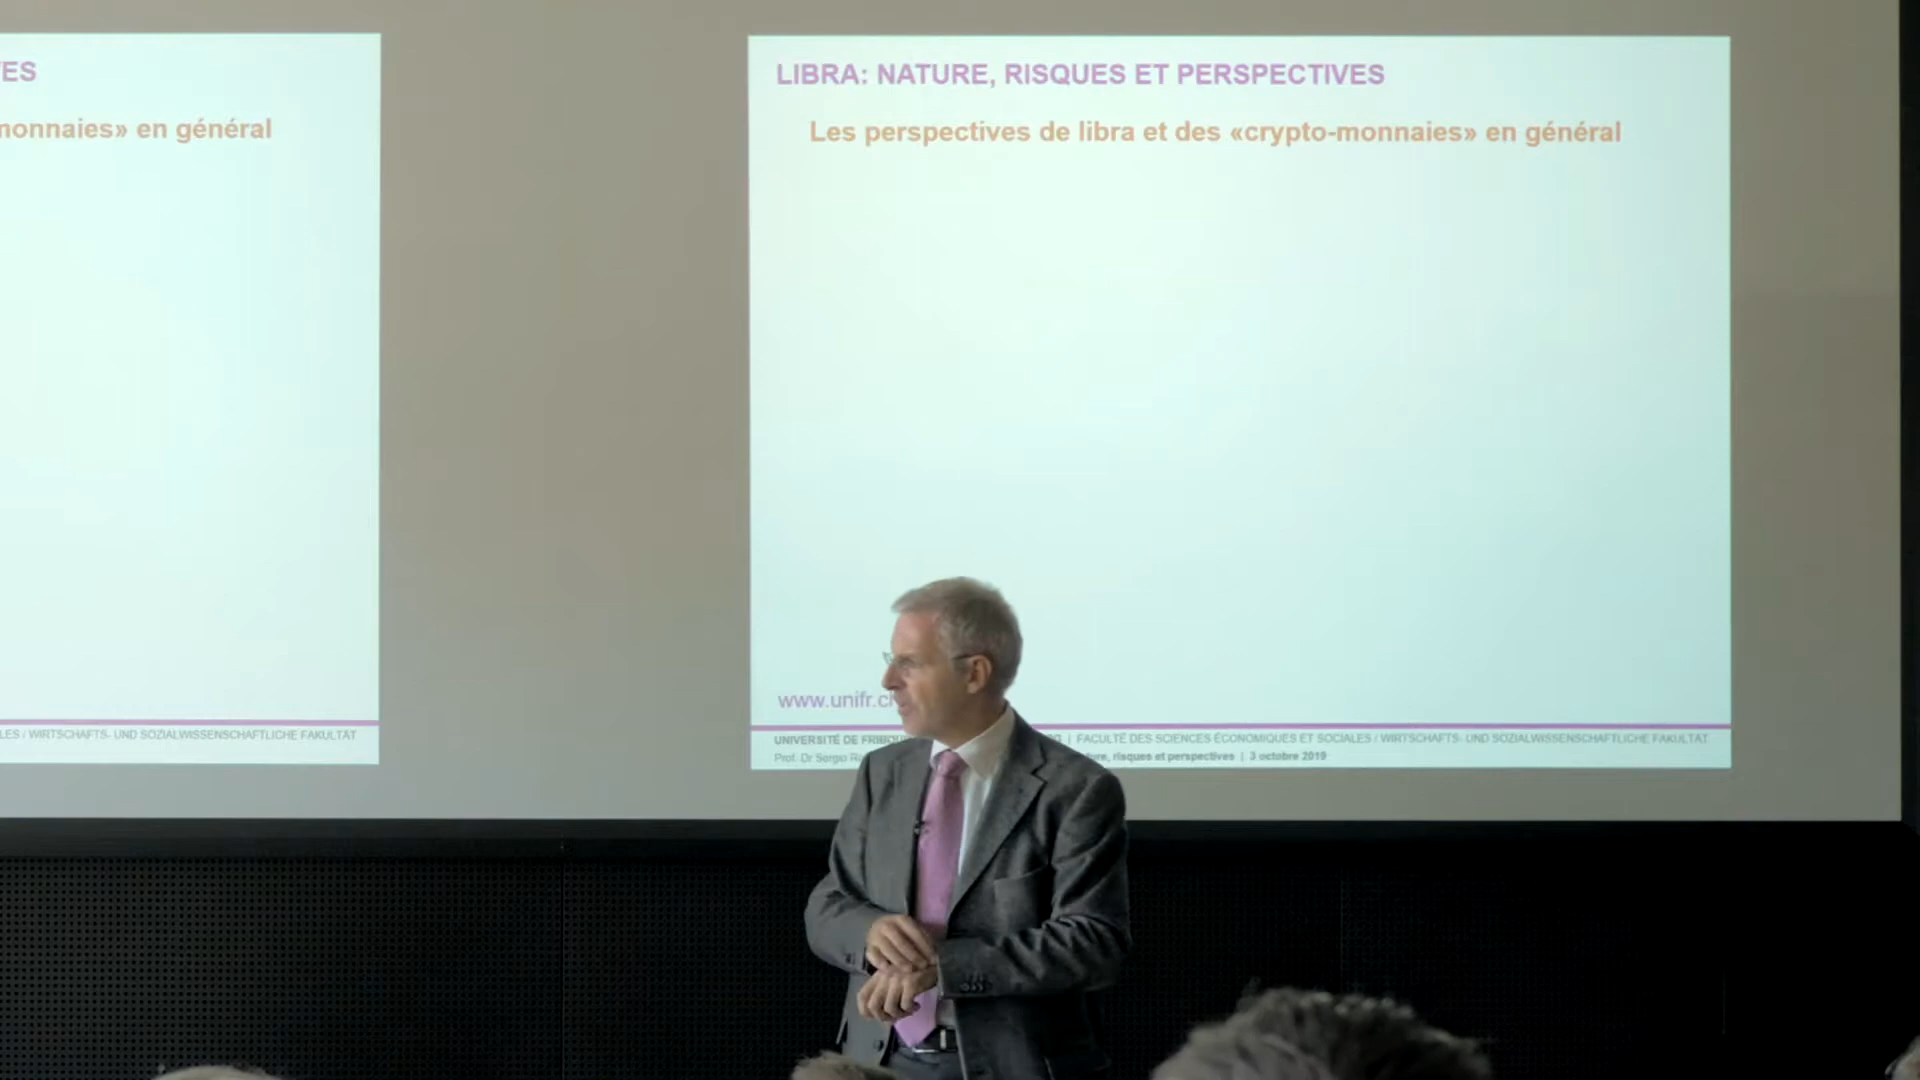 ES
monnaies» en général
LES / WIRTSCHAFTS- UND SOZIALWISSENSCHAFTLICHE FAKULTÄT
LIBRA: NATURE, RISQUES ET PERSPECTIVES
Les perspectives de libra et des «crypto-monnaies» en général
www.unifr.ch
UNIVERSITÉ DE FRIBOU | FACULTÉ DES SCIENCES ÉCONOMIQUES ET SOCIALES / WIRTSCHAFTS- UND SOZIALWISSENSCHAFTLICHE FAKULTÄT
Prof. Dr Sergio re, risques et perspectives | 3 octobre 2019